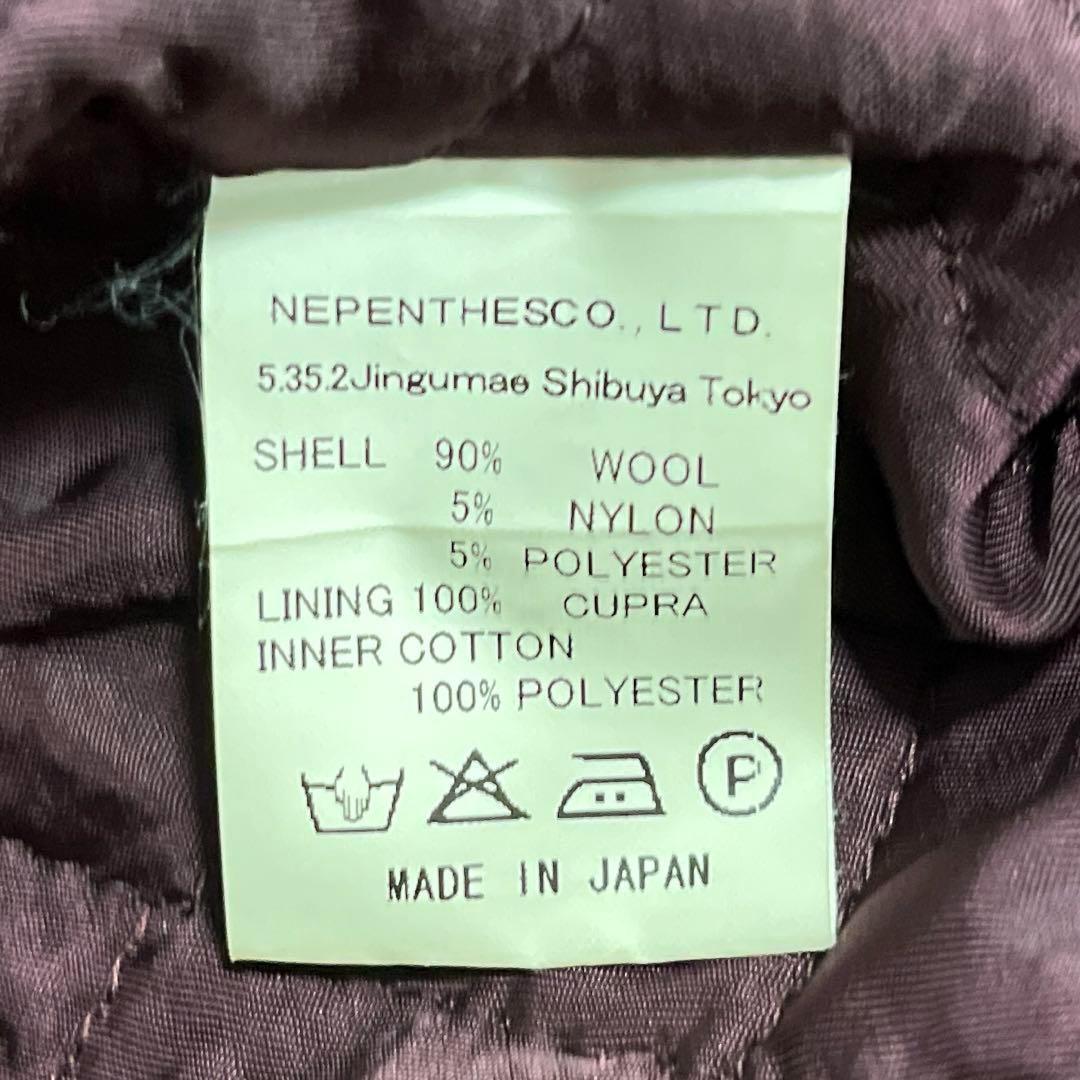 NEPENTHESCO., LTD.
5.35.2Jingumae Shibuya Tokyo
SHELL 90% WOOL
5% NYLON
5% POLYESTER
LINING 100% CUPRA
INNER COTTON
100% POLYESTER
P
MADE IN JAPAN